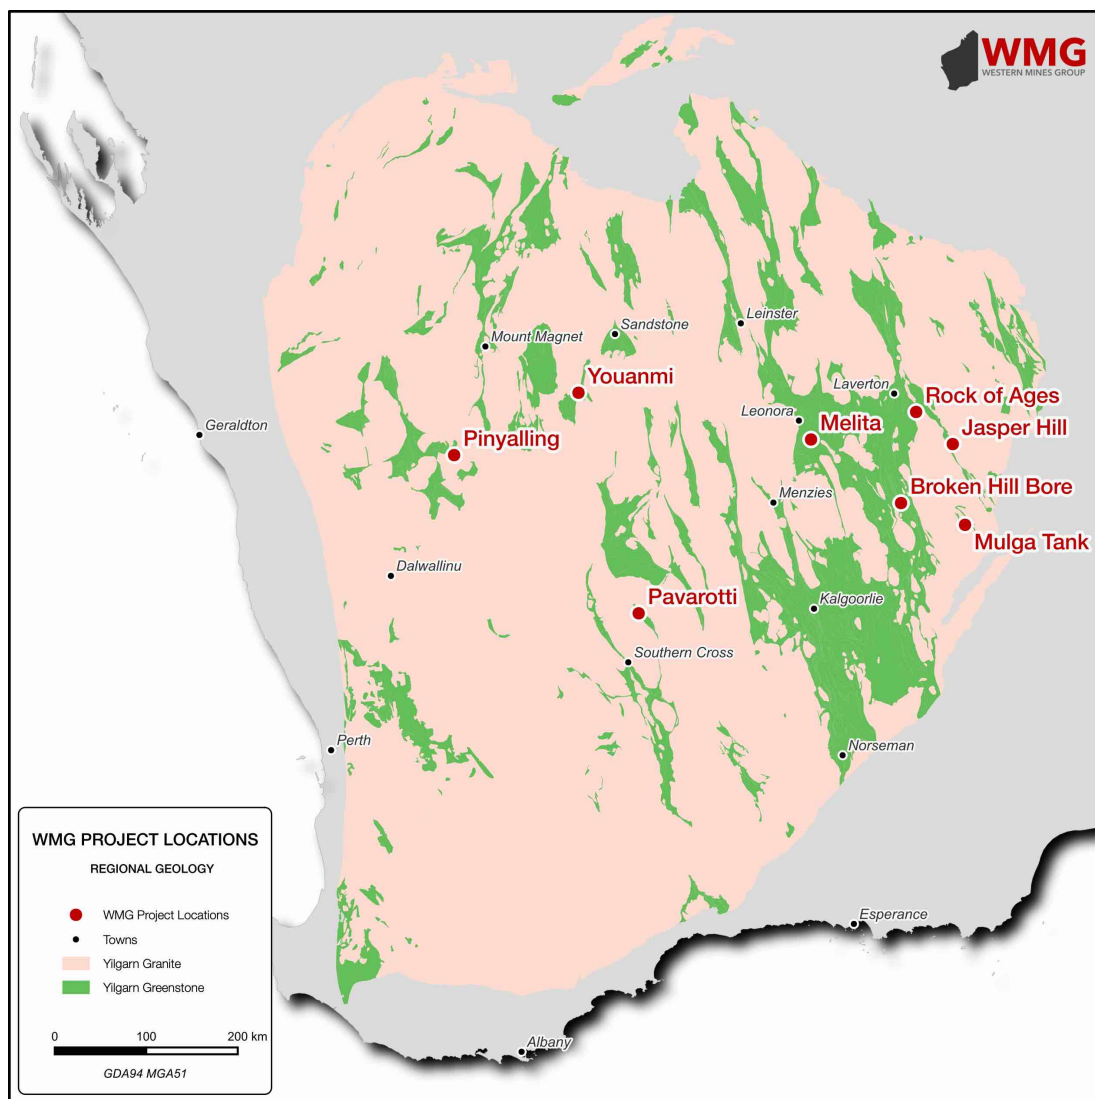 WMG
WESTERN MINES GROUP
Leinster
Sandstone
Mount Magnet
Youanmi
Laverton
Rock of Ages
Leonora
Melita
Geraldton
Jasper Hill
Pinyalling
Broken Hill Bore
Menzies
Mulga Tank
Dalwallinu
Pavarotti
Kalgoorlie
Southern Cross
Perth
Norseman
WMG PROJECT LOCATIONS
REGIONAL GEOLOGY
WMG Project Locations
Towns
Yilgarn Granite
Yilgarn Greenstone
0 100 200 km
GDA94 MGA51
Esperance
Albany